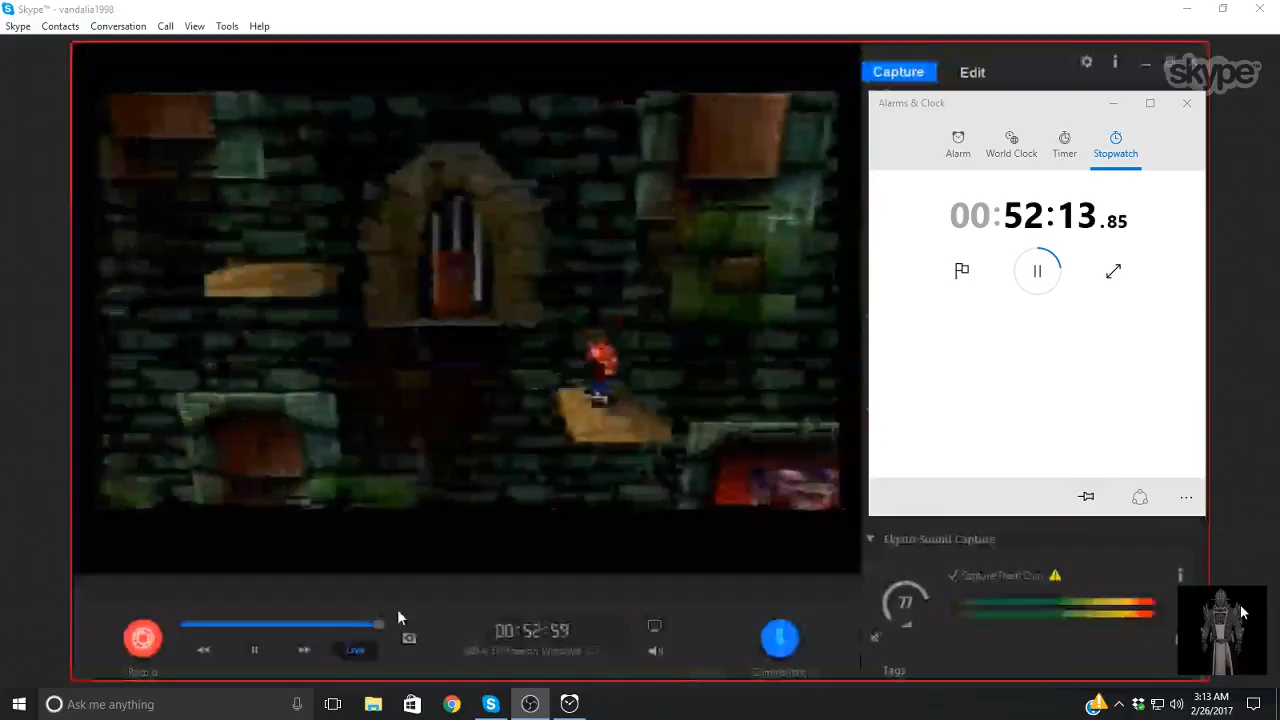 Skype™ - vandalia1998
Skype Contacts Conversation Call View Tools Help
Capture Edit
skype
Alarms & Clock
Alarm World Clock Timer Stopwatch
00:52:13.85
Elgato Sound Capture
77
00:52:59
Live
Tags
Ask me anything
3:13 AM
2/26/2017